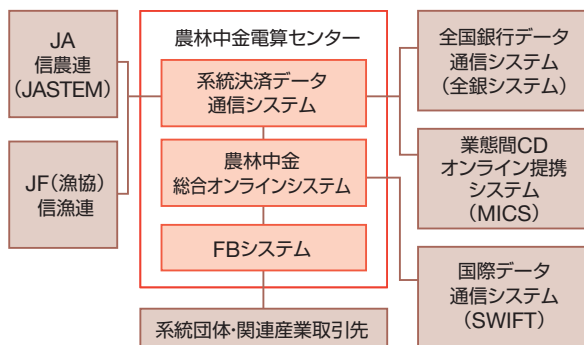 JA
信農連
(JASTEM)
JF(漁協)
信漁連
農林中金電算センター
系統決済データ
通信システム
農林中金
総合オンラインシステム
FBシステム
系統団体・関連産業取引先
全国銀行データ
通信システム
(全銀システム)
業態間CD
オンライン提携
システム
(MICS)
国際データ
通信システム
(SWIFT)